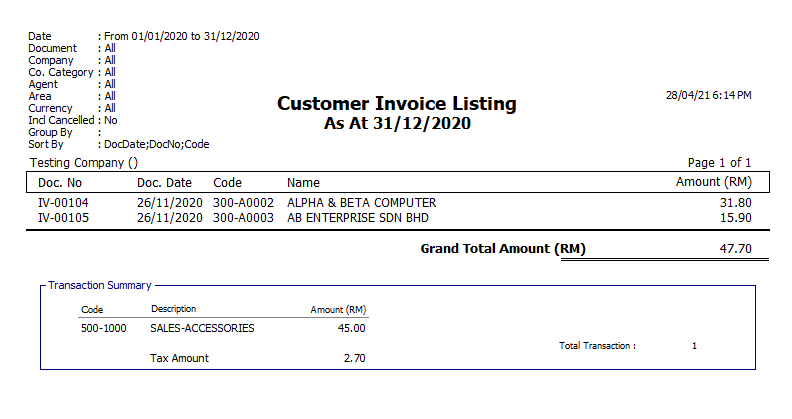 Date : From 01/01/2020 to 31/12/2020
Document : All
Company : All
Co. Category : All
Agent : All
Area : All
Currency : All
Incl Cancelled : No
Group By :
Sort By : DocDate;DocNo;Code
28/04/21 6:14 PM
Customer Invoice Listing
As At 31/12/2020
Testing Company () Page 1 of 1
Doc. No Doc. Date Code Name Amount (RM)
IV-00104 26/11/2020 300-A0002 ALPHA & BETA COMPUTER 31.80
IV-00105 26/11/2020 300-A0003 AB ENTERPRISE SDN BHD 15.90
Grand Total Amount (RM) 47.70
Transaction Summary
Code Description Amount (RM)
500-1000 SALES-ACCESSORIES 45.00
Total Transaction : 1
Tax Amount 2.70